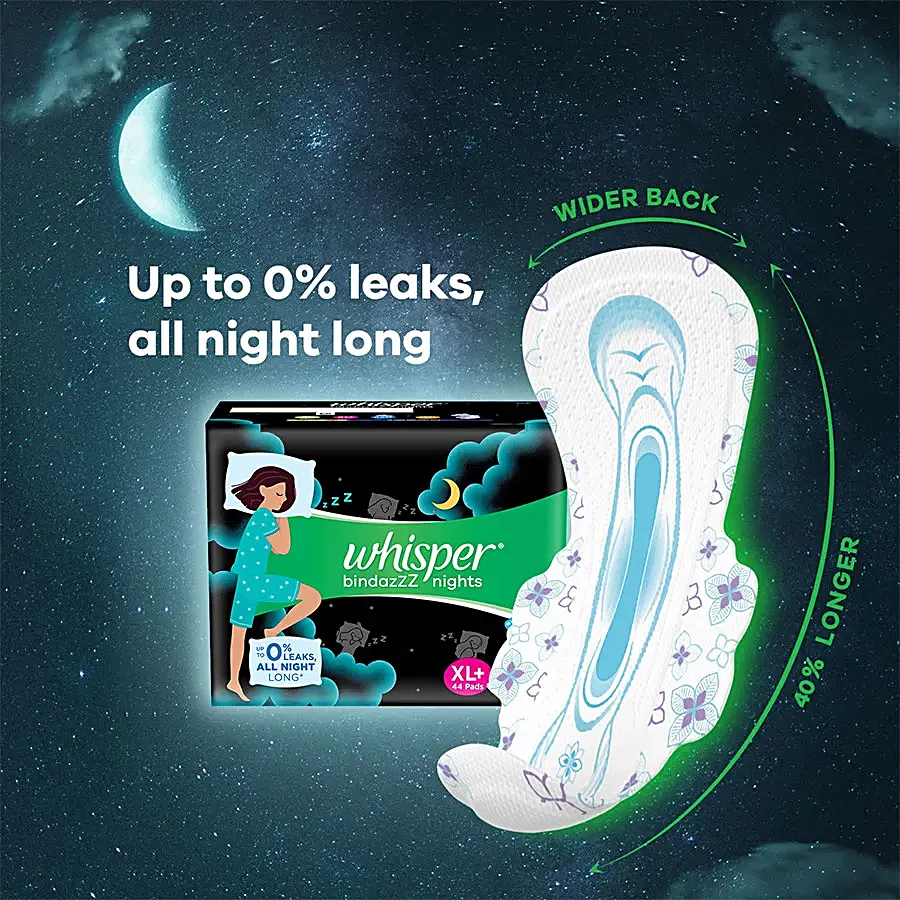 WIDER BACK
Up to 0% leaks,
all night long
40% LONGER
whisper
z Z Z
whisper®
bindazZZ nights
UP TO 0% LEAKS,
ALL NIGHT
LONG*
z z z
z z z
z z z
XL+
44 Pads